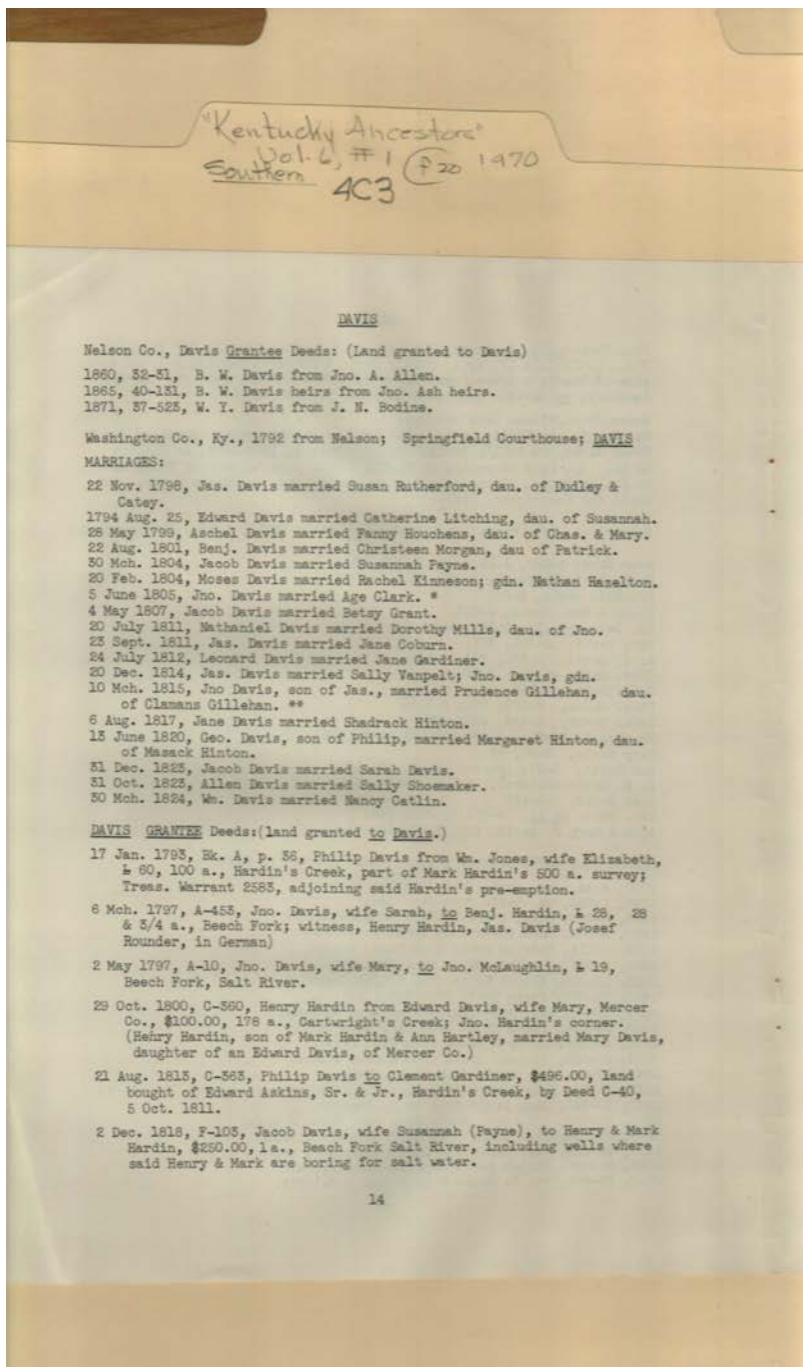 "Kentucky Ancestors"
Vol. 6, #1 p 20 1970
Southern
4C3
DAVIS
Nelson Co., Davis Grantee Deeds: (Land granted to Davis)
1860, 32-31, B. W. Davis from Jno. A. Allen.
1865, 40-131, B. W. Davis heirs from Jno. Ash heirs.
1871, 37-523, W. Y. Davis from J. N. Bodine.
Washington Co., Ky., 1792 from Nelson; Springfield Courthouse; DAVIS
MARRIAGES:
22 Nov. 1798, Jas. Davis married Susan Rutherford, dau. of Dudley &
Catey.
1794 Aug. 25, Edward Davis married Catherine Litching, dau. of Susannah.
28 May 1799, Aschel Davis married Fanny Houchens, dau. of Chas. & Mary.
22 Aug. 1801, Benj. Davis married Christeen Morgan, dau of Patrick.
30 Mch. 1804, Jacob Davis married Susannah Payne.
20 Feb. 1804, Moses Davis married Rachel Kinneson; gdn. Nathan Hazelton.
5 June 1805, Jno. Davis married Age Clark. *
4 May 1807, Jacob Davis married Betsy Grant.
20 July 1811, Nathaniel Davis married Dorothy Mills, dau. of Jno.
23 Sept. 1811, Jas. Davis married Jane Coburn.
24 July 1812, Leonard Davis married Jane Gardiner.
20 Dec. 1814, Jas. Davis married Sally Vanpelt; Jno. Davis, gdn.
10 Mch. 1815, Jno Davis, son of Jas., married Prudence Gillehan, dau.
of Clamans Gillehan. **
6 Aug. 1817, Jane Davis married Shadrack Hinton.
13 June 1820, Geo. Davis, son of Philip, married Margaret Hinton, dau.
of Masack Hinton.
31 Dec. 1823, Jacob Davis married Sarah Davis.
31 Oct. 1823, Allen Davis married Sally Shoemaker.
30 Mch. 1824, Wm. Davis married Nancy Catlin.
DAVIS GRANTEE Deeds:(land granted to Davis.)
17 Jan. 1793, Bk. A, p. 36, Philip Davis from Wm. Jones, wife Elizabeth,
£ 60, 100 a., Hardin's Creek, part of Mark Hardin's 500 a. survey;
Treas. Warrant 2583, adjoining said Hardin's pre-emption.
6 Mch. 1797, A-453, Jno. Davis, wife Sarah, to Benj. Hardin, £ 28, 28
& 3/4 a., Beech Fork; witness, Henry Hardin, Jas. Davis (Josef
Rounder, in German)
2 May 1797, A-10, Jno. Davis, wife Mary, to Jno. McLaughlin, £ 19,
Beech Fork, Salt River.
29 Oct. 1800, C-360, Henry Hardin from Edward Davis, wife Mary, Mercer
Co., $100.00, 178 a., Cartwright's Creek; Jno. Hardin's corner.
(Henry Hardin, son of Mark Hardin & Ann Hartley, married Mary Davis,
daughter of an Edward Davis, of Mercer Co.)
21 Aug. 1813, C-363, Philip Davis to Clement Gardiner, $496.00, land
bought of Edward Askins, Sr. & Jr., Hardin's Creek, by Deed C-40,
5 Oct. 1811.
2 Dec. 1818, F-103, Jacob Davis, wife Susannah (Payne), to Henry & Mark
Hardin, $250.00, 1a., Beach Fork Salt River, including wells where
said Henry & Mark are boring for salt water.
14